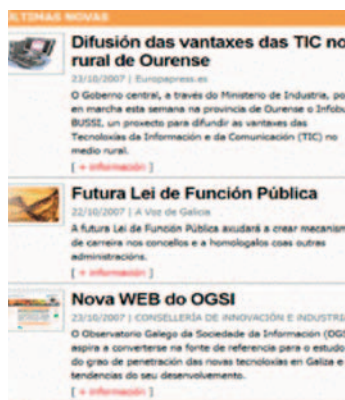 ÚLTIMAS NOVAS
Difusión das vantaxes das TIC no
rural de Ourense
23/10/2007 | Europapress.es
O Goberno central, a través do Ministerio de Industria, po
en marcha esta semana na provincia de Ourense o Infobu
BUSSI, un proxecto para difundir as vantaxes das
Tecnoloxías da Información e da Comunicación (TIC) no
medio rural.
[ + información ]
Futura Lei de Función Pública
22/10/2007 | A Voz de Galicia
A futura Lei de Función Pública axudará a crear mecanism
de carreira nos concellos e a homologalos coas outras
administracións.
[ + información ]
Nova WEB do OGSI
23/10/2007 | CONSELLERÍA DE INNOVACIÓN E INDUSTRIA
O Observatorio Galego da Sociedade da Información (OGS
aspira a converterse na fonte de referencia para o estudo
do grao de penetración das novas tecnoloxías en Galiza e
tendencias do seu desenvolvemento.
[ + información ]